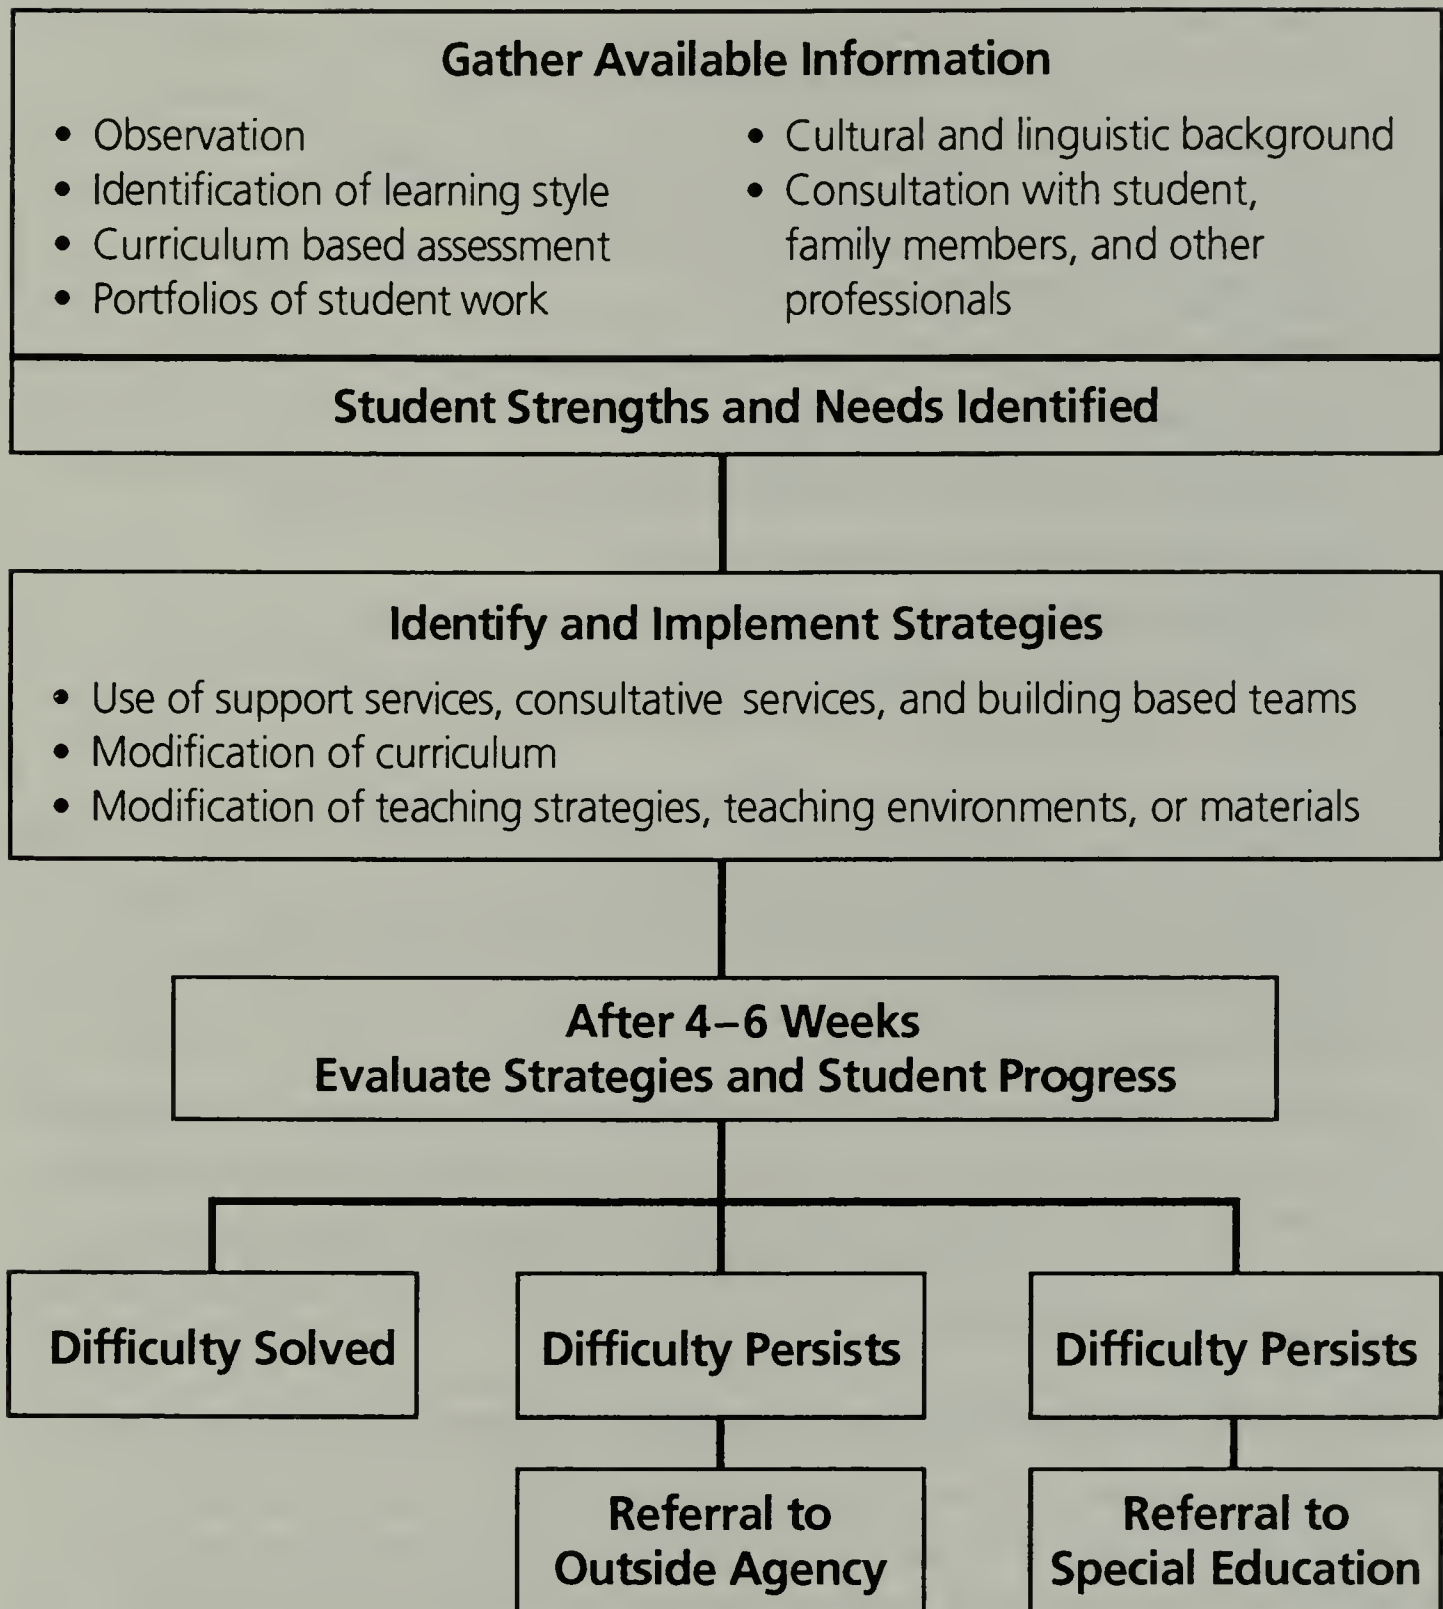 Gather Available Information
• Observation
• Identification of learning style
• Curriculum based assessment
• Portfolios of student work
• Cultural and linguistic background
• Consultation with student,
family members, and other
professionals
Student Strengths and Needs Identified
Identify and Implement Strategies
• Use of support services, consultative services, and building based teams
• Modification of curriculum
• Modification of teaching strategies, teaching environments, or materials
After 4–6 Weeks
Evaluate Strategies and Student Progress
Difficulty Solved
Difficulty Persists
Difficulty Persists
Referral to
Outside Agency
Referral to
Special Education